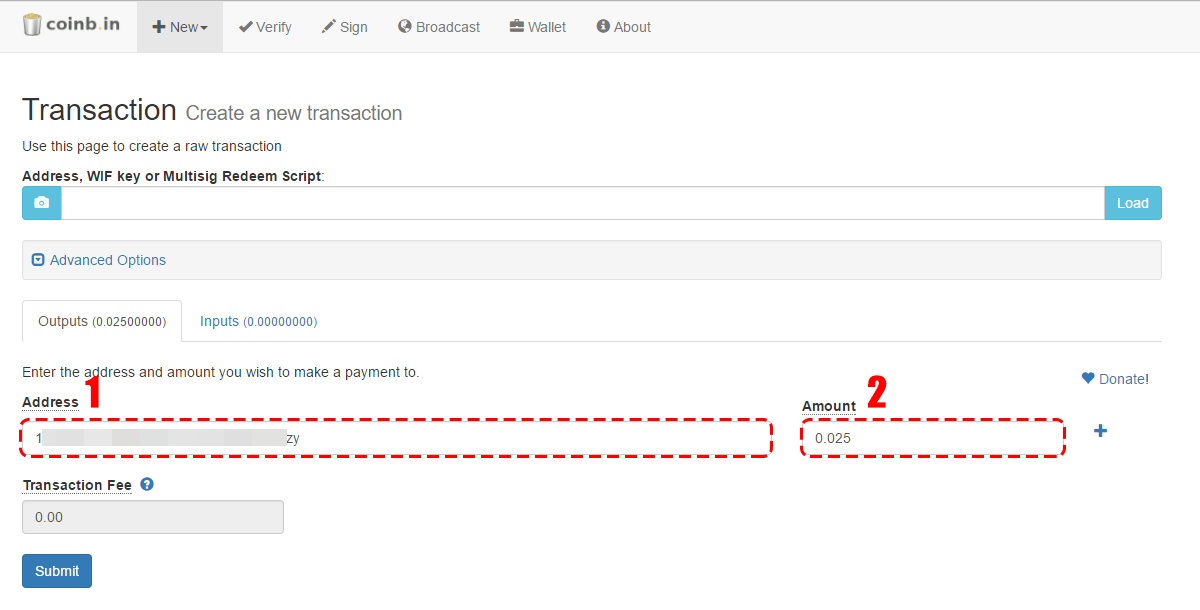 coinb.in New Verify Sign Broadcast Wallet About
Transaction Create a new transaction
Use this page to create a raw transaction
Address, WIF key or Multisig Redeem Script:
Load
Advanced Options
Outputs (0.02500000) Inputs (0.00000000)
Enter the address and amount you wish to make a payment to.
Donate!
Address 1
Amount 2
1 zy
0.025
Transaction Fee
0.00
Submit